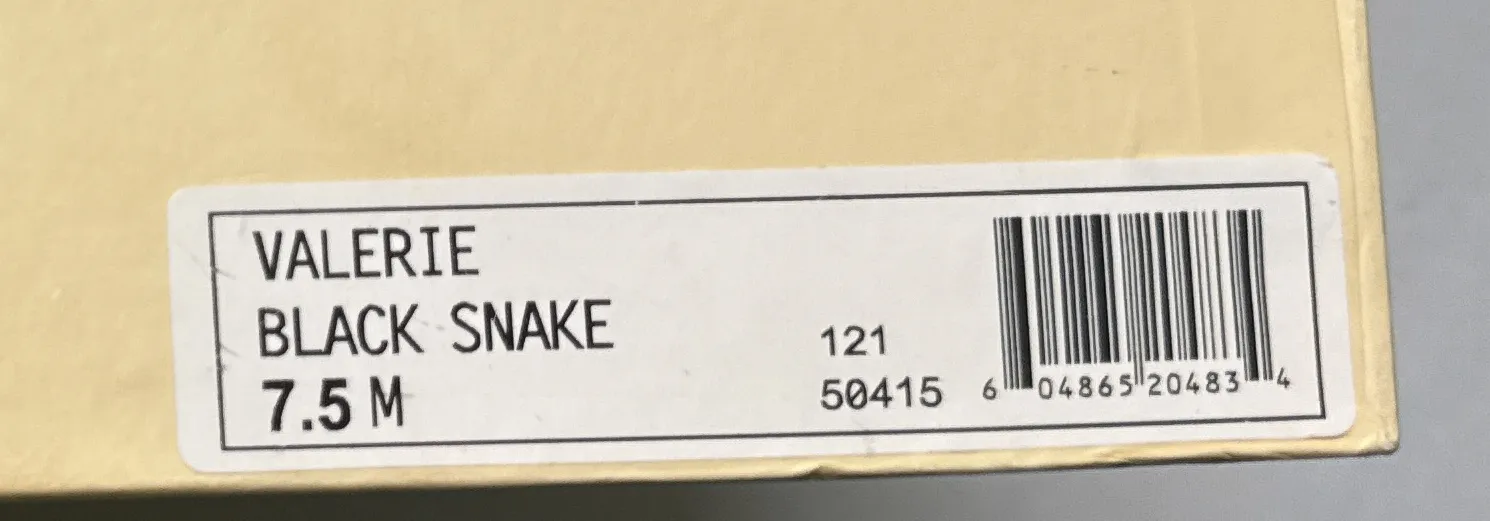 VALERIE
BLACK SNAKE
7.5 M
121
50415
6 04865 20483 4